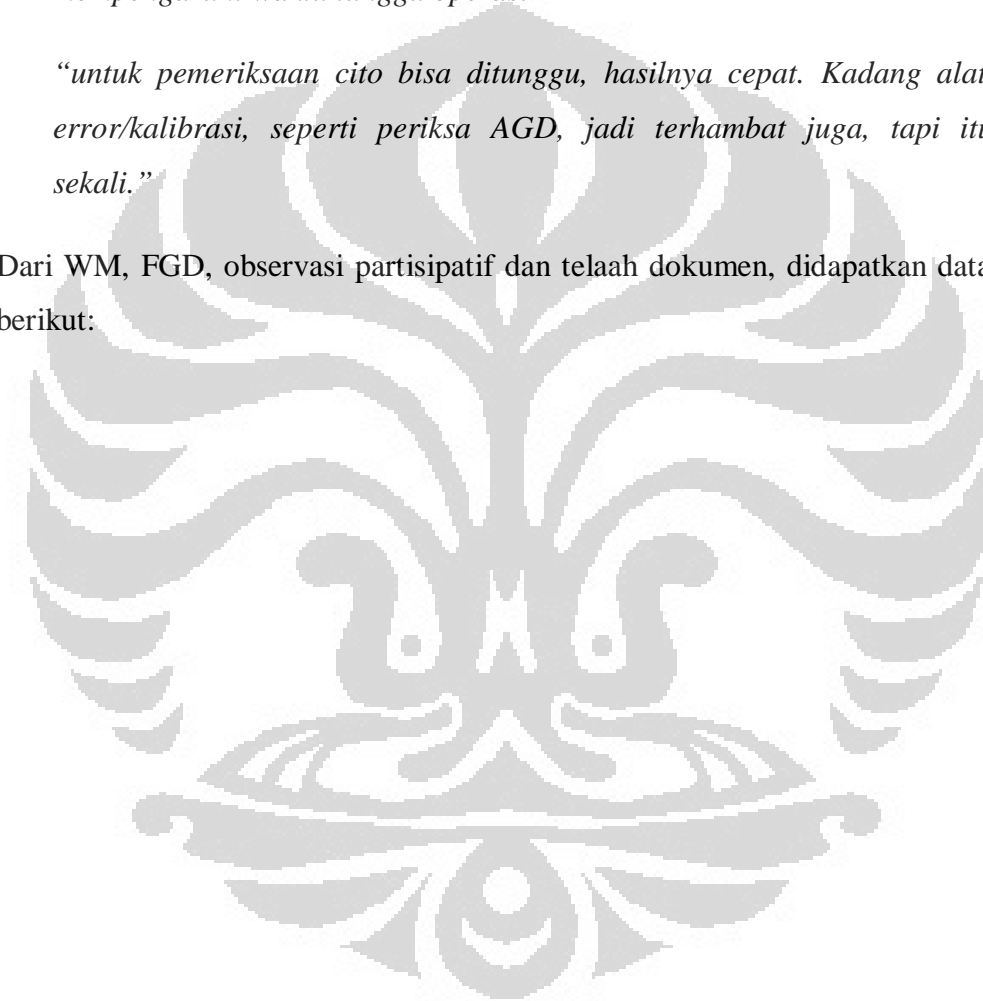 “untuk pemeriksaan cito bisa ditunggu, hasilnya cepat. Kadang alat
error/kalibrasi, seperti periksa AGD, jadi terhambat juga, tapi itu
sekali.”
Dari WM, FGD, observasi partisipatif dan telaah dokumen, didapatkan data
berikut: